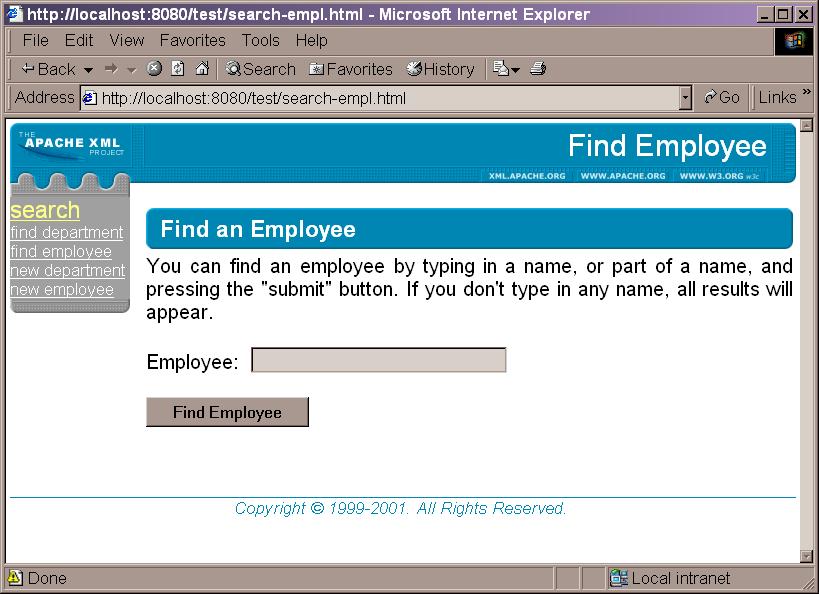 http://localhost:8080/test/search-empl.html - Microsoft Internet Explorer
File Edit View Favorites Tools Help
Back Search Favorites History
Address http://localhost:8080/test/search-empl.html Go Links »
THE
APACHE XML
PROJECT
Find Employee
XML.APACHE.ORG WWW.APACHE.ORG WWW.W3.ORG w3c
search
find department
find employee
new department
new employee
Find an Employee
You can find an employee by typing in a name, or part of a name, and
pressing the "submit" button. If you don't type in any name, all results will
appear.
Employee:
Find Employee
Copyright © 1999-2001. All Rights Reserved.
Done Local intranet